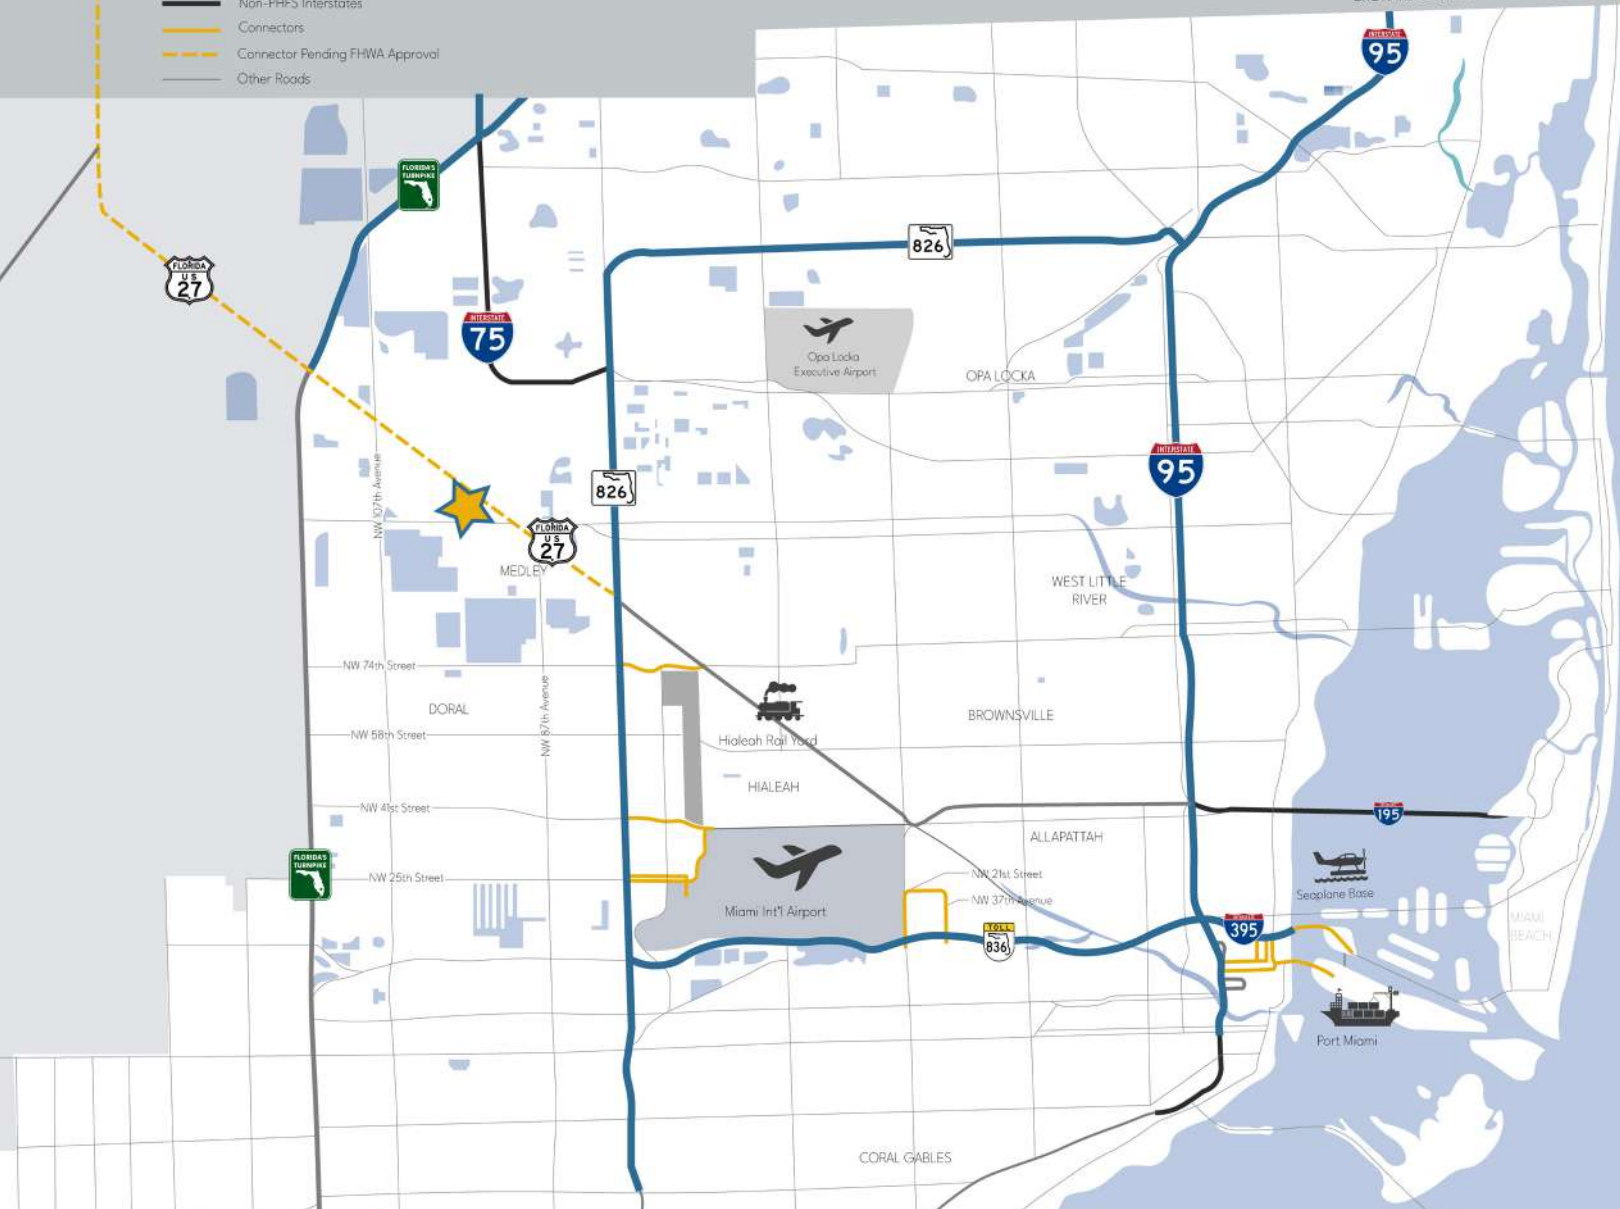 Non-PHFS Interstates
Connectors
Connector Pending FHWA Approval
Other Roads
INTERSTATE
95
FLORIDA'S
TURNPIKE
826
FLORIDA
US
27
INTERSTATE
75
Opa Locka
Executive Airport
OPA LOCKA
INTERSTATE
95
NW 107th Avenue
826
FLORIDA
US
27
MEDLEY
WEST LITTLE
RIVER
NW 74th Street
NW 87th Avenue
DORAL
BROWNSVILLE
NW 58th Street
Hialeah Rail Yard
HIALEAH
NW 41st Street
195
ALLAPATTAH
FLORIDA'S
TURNPIKE
NW 25th Street
NW 21st Street
Seaplane Base
NW 37th Avenue
Miami Int'l Airport
MIAMI
BEACH
TOLL
836
395
Port Miami
CORAL GABLES